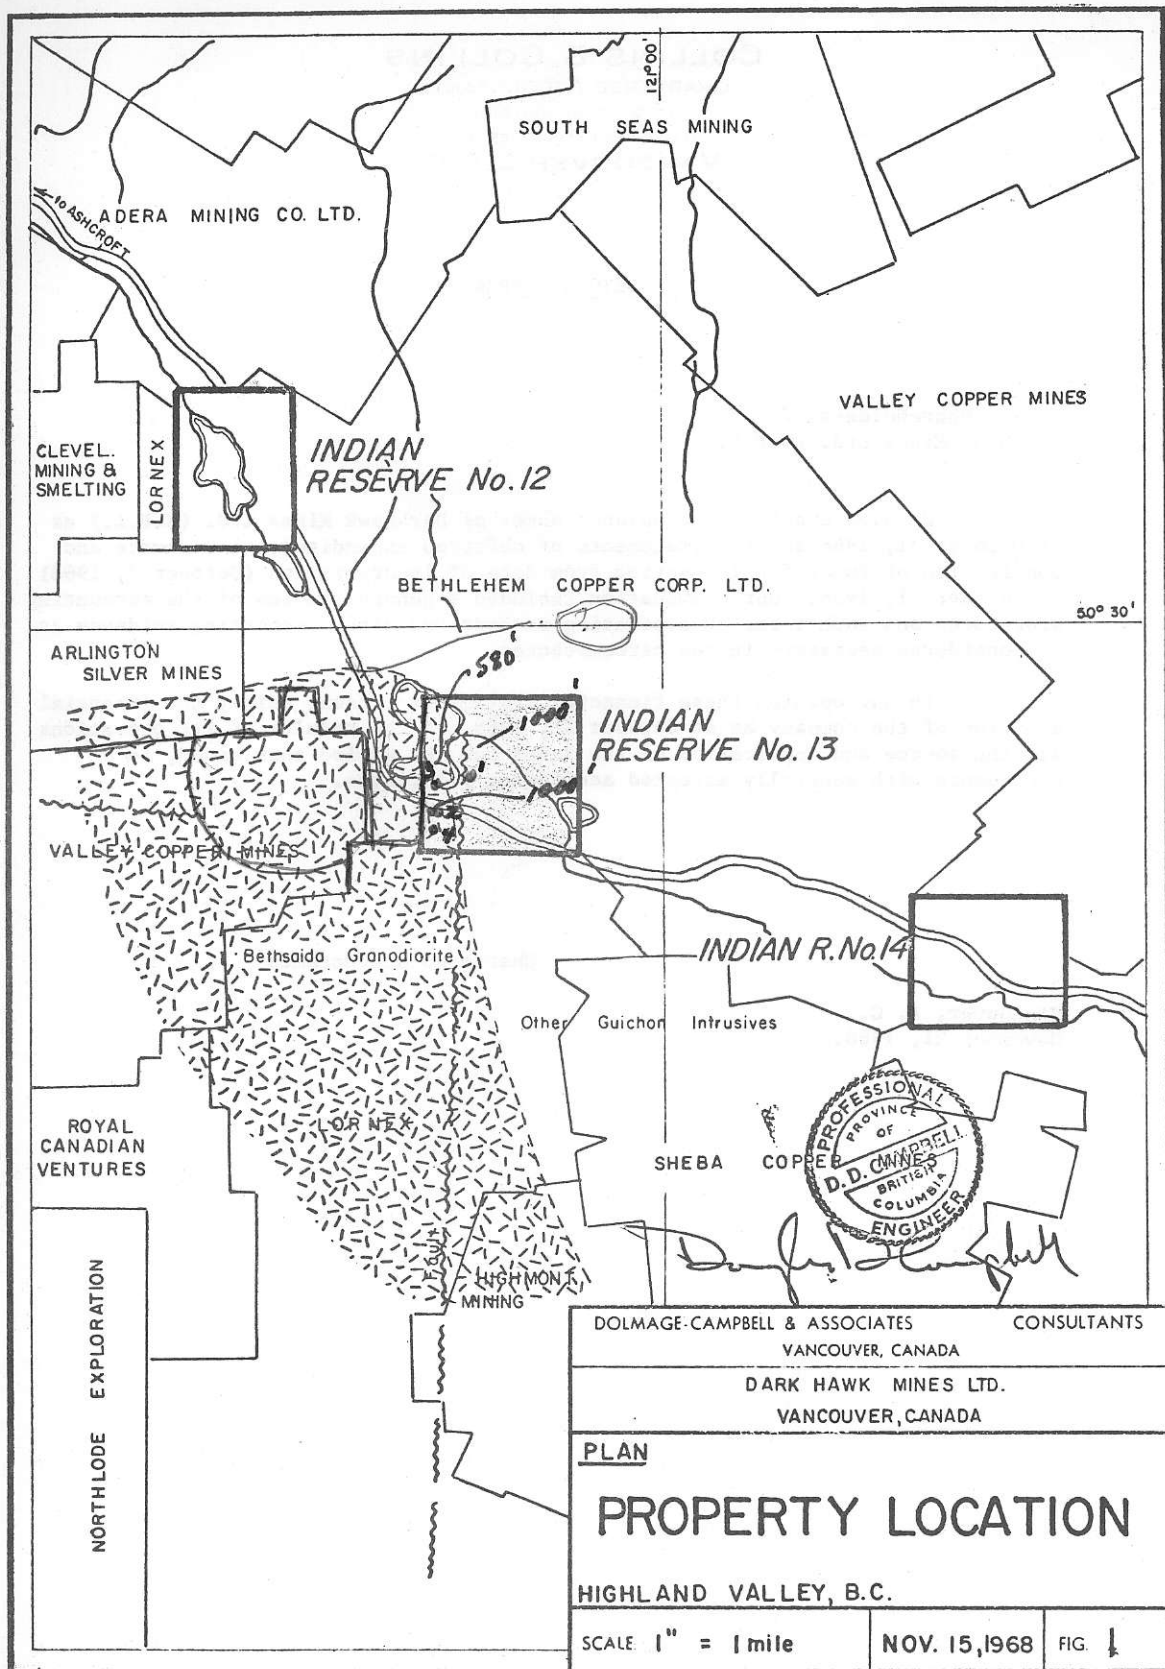 121°00'
SOUTH SEAS MINING
to ASHCROFT
ADERA MINING CO. LTD.
VALLEY COPPER MINES
CLEVEL.
MINING &
SMELTING
LORNEX
INDIAN
RESERVE No.12
BETHLEHEM COPPER CORP. LTD.
?
50° 30'
ARLINGTON
SILVER MINES
580'
1000'
INDIAN
RESERVE No.13
1000'
VALLEY COPPER MINES
Bethsaida Granodiorite
INDIAN R.No.14
Other Guichon Intrusives
ROYAL
CANADIAN
VENTURES
LORNEX
SHEBA COPPER MINES
PROFESSIONAL
PROVINCE
OF
D. D. CAMPBELL
BRITISH
COLUMBIA
ENGINEER
Douglas D Campbell
Fault
HIGHMONT
MINING
NORTHLODE EXPLORATION
DOLMAGE-CAMPBELL & ASSOCIATES CONSULTANTS
VANCOUVER, CANADA
DARK HAWK MINES LTD.
VANCOUVER, CANADA
PLAN
PROPERTY LOCATION
HIGHLAND VALLEY, B.C.
SCALE 1" = 1 mile
NOV. 15, 1968
FIG. 1